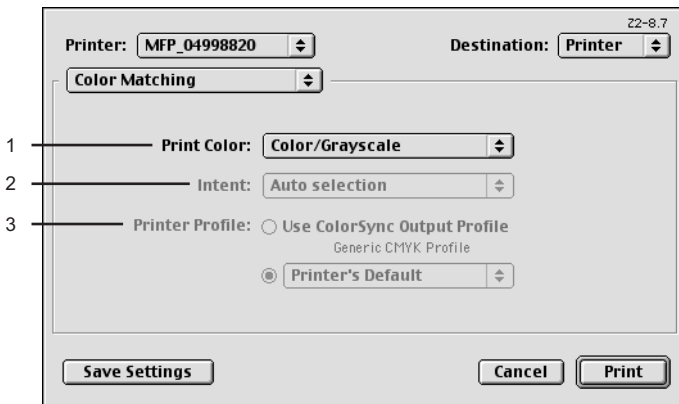 Z2-8.7
Printer: MFP_04998820 Destination: Printer
Color Matching
1 Print Color: Color/Grayscale
2 Intent: Auto selection
3 Printer Profile: Use ColorSync Output Profile
Generic CMYK Profile
Printer's Default
Save Settings Cancel Print